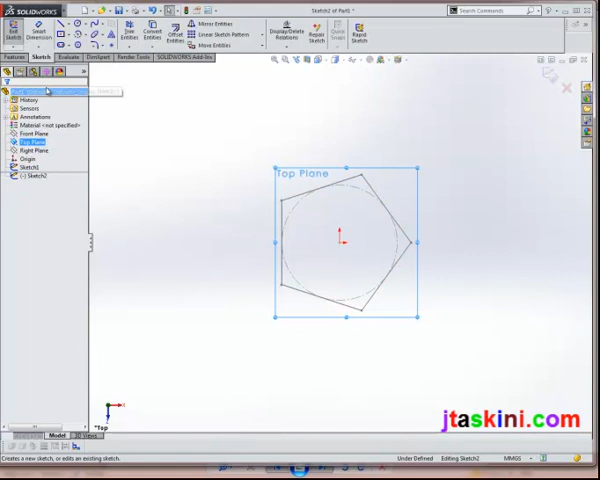 SOLIDWORKS
Sketch2 of Part1 *
Search Commands
Exit Sketch
Smart Dimension
Trim Entities
Convert Entities
Offset Entities
Mirror Entities
Linear Sketch Pattern
Move Entities
Display/Delete Relations
Repair Sketch
Quick Snaps
Rapid Sketch
Features
Sketch
Evaluate
DimXpert
Render Tools
SOLIDWORKS Add-Ins
History
Sensors
Annotations
Material <not specified>
Front Plane
Top Plane
Right Plane
Origin
Sketch1
(-) Sketch2
Top Plane
*Top
jtaskini.com
Model
3D Views
Creates a new sketch, or edits an existing sketch.
Under Defined
Editing Sketch2
MMGS